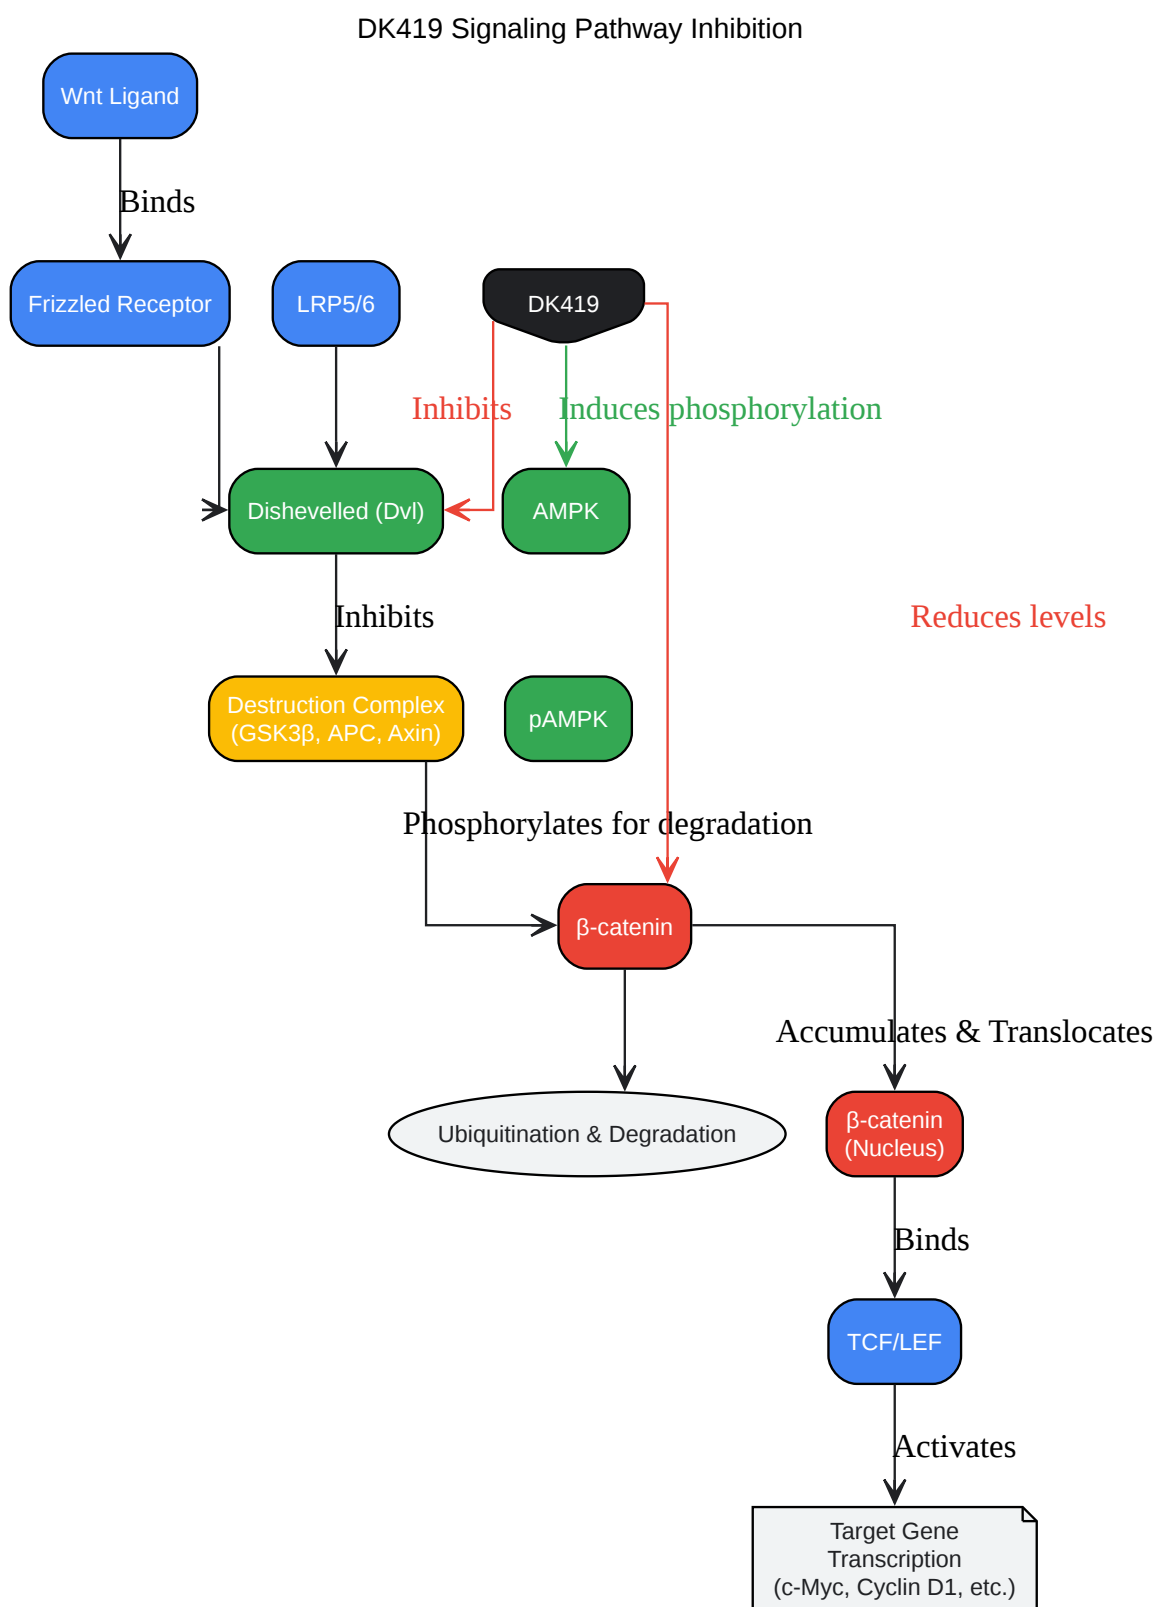 DK419 Signaling Pathway Inhibition
Wnt Ligand
Binds
Frizzled Receptor
LRP5/6
DK419
Inhibits
Induces phosphorylation
Dishevelled (Dvl)
AMPK
Inhibits
Reduces levels
Destruction Complex
(GSK3β, APC, Axin)
pAMPK
Phosphorylates for degradation
β-catenin
Accumulates & Translocates
Ubiquitination & Degradation
β-catenin
(Nucleus)
Binds
TCF/LEF
Activates
Target Gene
Transcription
(c-Myc, Cyclin D1, etc.)